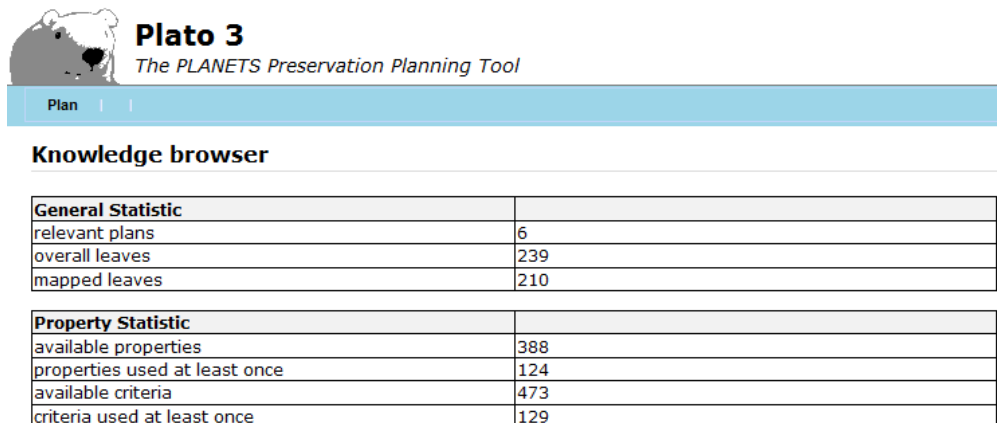 Plato 3
The PLANETS Preservation Planning Tool
Plan
Knowledge browser
General Statistic
relevant plans 6
overall leaves 239
mapped leaves 210
Property Statistic
available properties 388
properties used at least once 124
available criteria 473
criteria used at least once 129